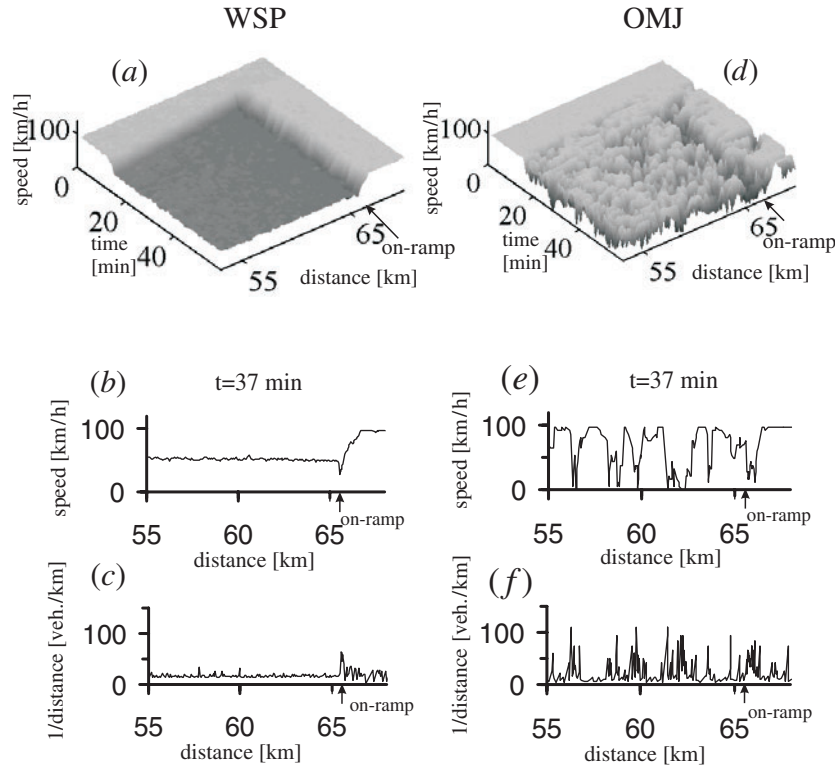 WSP
OMJ
(a)
speed [km/h]
100
0
20
40
time
[min]
55
65
on-ramp
distance [km]
(d)
speed [km/h]
100
0
20
40
time
[min]
55
65
on-ramp
distance [km]
(b)
t=37 min
speed [km/h]
100
0
55
60
65
on-ramp
distance [km]
(e)
t=37 min
speed [km/h]
100
0
55
60
65
on-ramp
distance [km]
(c)
1/distance [veh./km]
100
0
55
60
65
on-ramp
distance [km]
(f)
1/distance [veh./km]
100
0
55
60
65
on-ramp
distance [km]